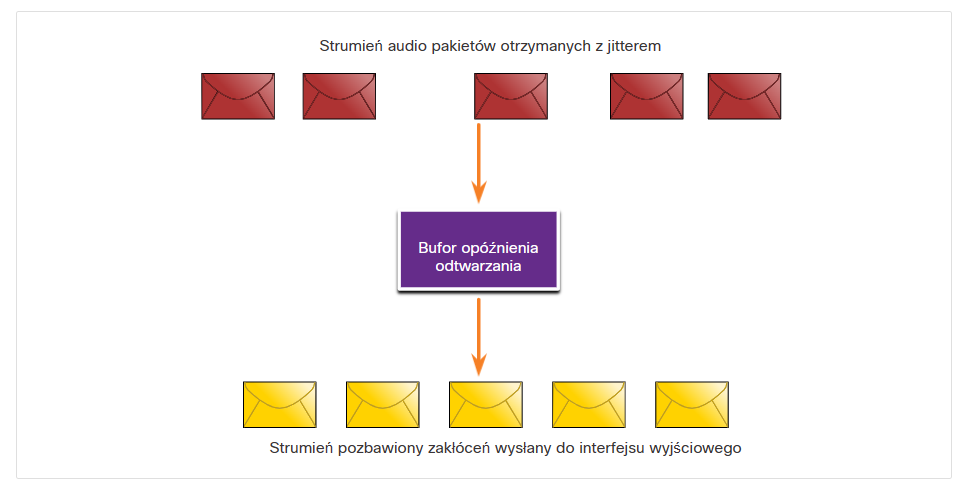 Strumień audio pakietów otrzymanych z jitterem
Bufor opóźnienia
odtwarzania
Strumień pozbawiony zakłóceń wysłany do interfejsu wyjściowego